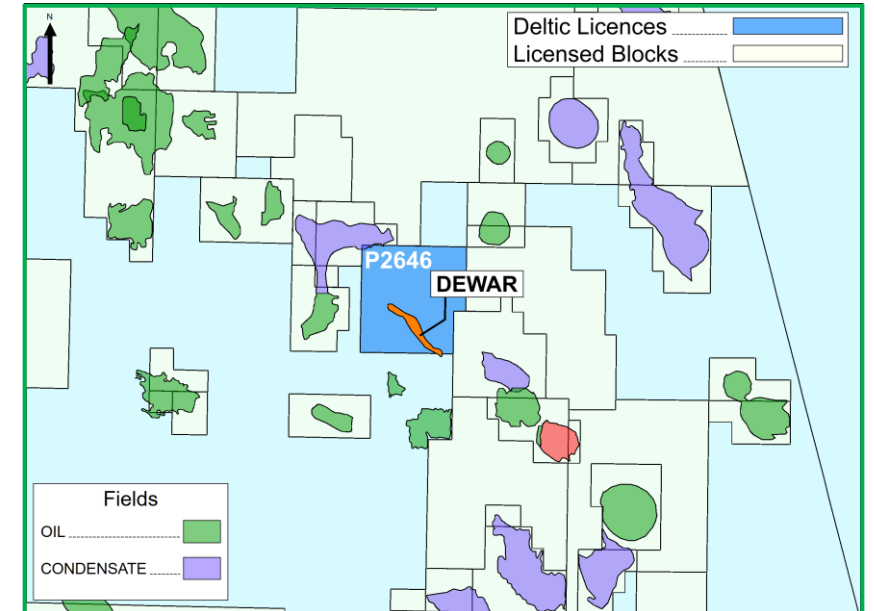 N
Deltic Licences
Licensed Blocks
P2646
DEWAR
Fields
OIL
CONDENSATE